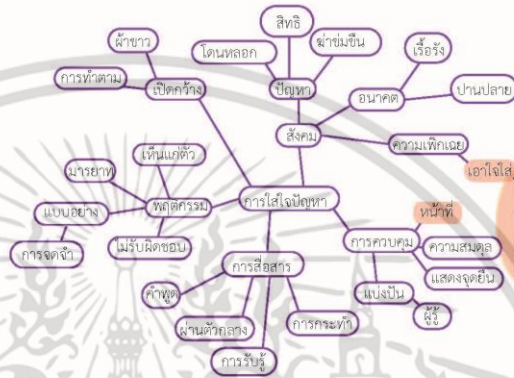 สิทธิ
ผ้าขาว
โดนหลอก
ฆ่าข่มขืน
เรื้อรัง
การทำตาม
เปิดกว้าง
ปัญหา
อนาคต
ปานปลาย
สังคม
ความเพิกเฉย
เห็นแก่ตัว
เอาใจใส่
มารยาท
การใส่ใจปัญหา
แบบอย่าง
พฤติกรรม
หน้าที่
การจดจำ
ไม่รับผิดชอบ
การควบคุม
ความสมดุล
การสื่อสาร
แสดงจุดยืน
คำพูด
แบ่งปัน
ผู้รู้
ผ่านตัวกลาง
การกระทำ
การรับรู้